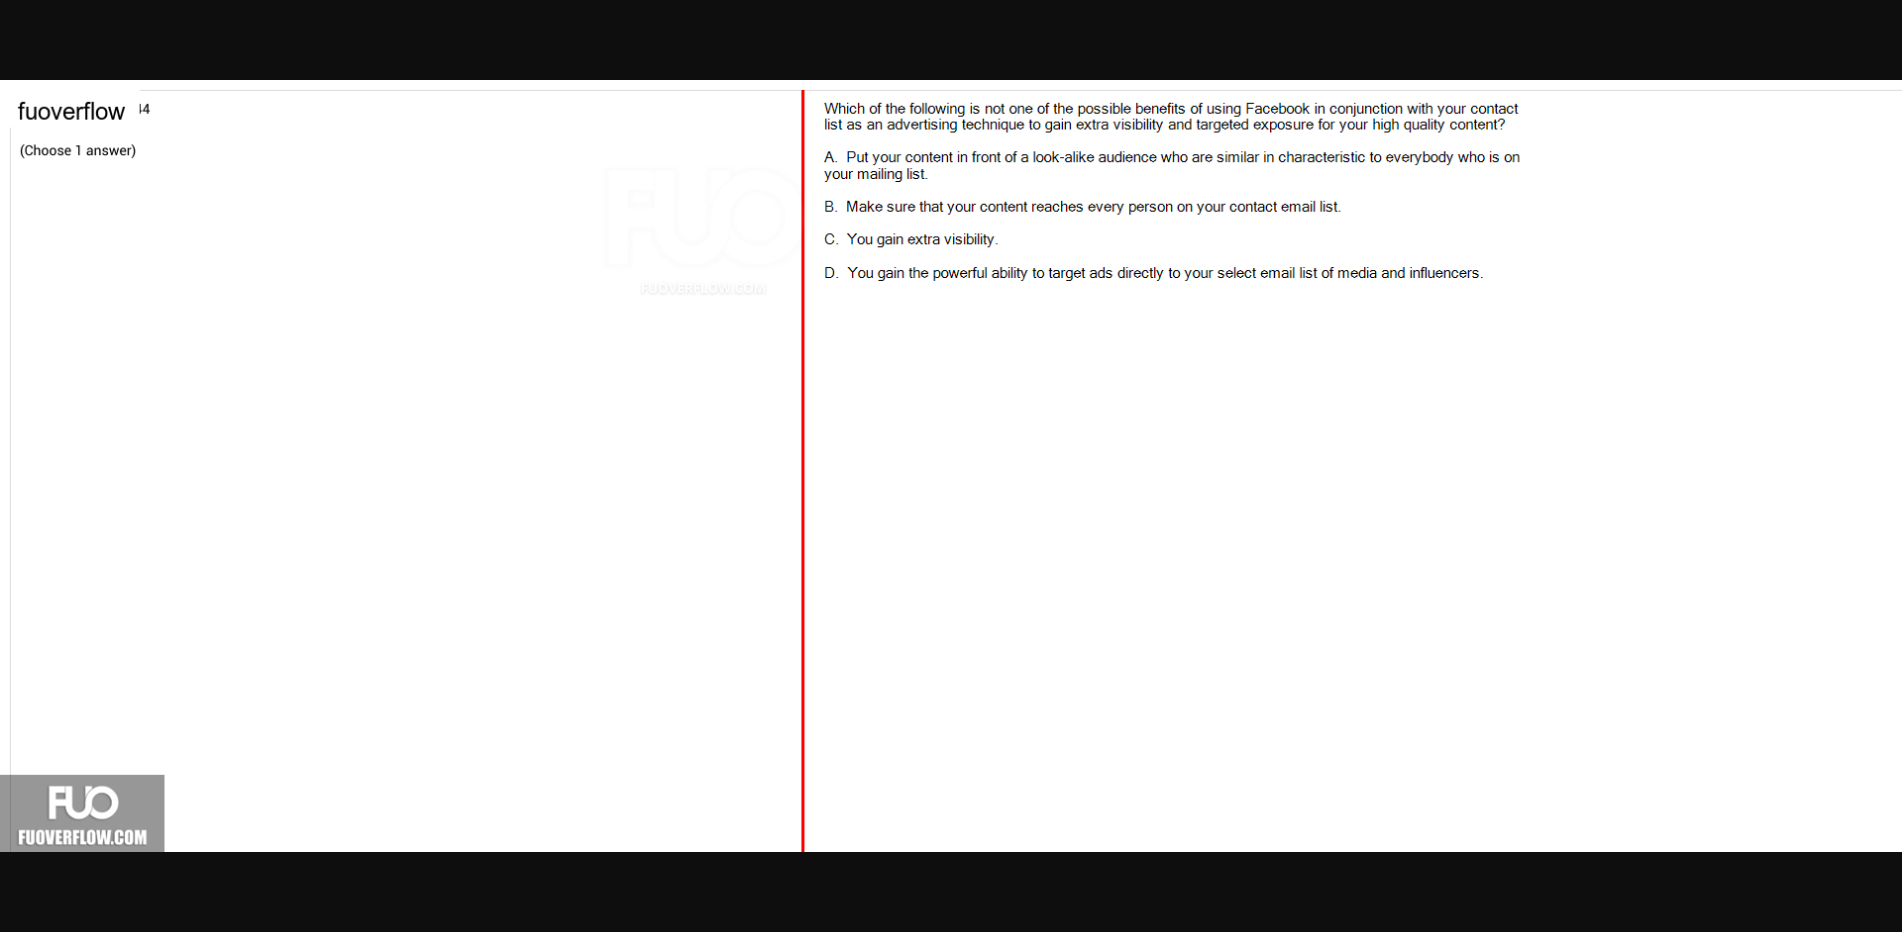 fuoverflow 44
(Choose 1 answer)
FUO
FUOVERFLOW.COM
Which of the following is not one of the possible benefits of using Facebook in conjunction with your contact
list as an advertising technique to gain extra visibility and targeted exposure for your high quality content?
A. Put your content in front of a look-alike audience who are similar in characteristic to everybody who is on
your mailing list.
B. Make sure that your content reaches every person on your contact email list.
C. You gain extra visibility.
D. You gain the powerful ability to target ads directly to your select email list of media and influencers.
FUO
FUOVERFLOW.COM